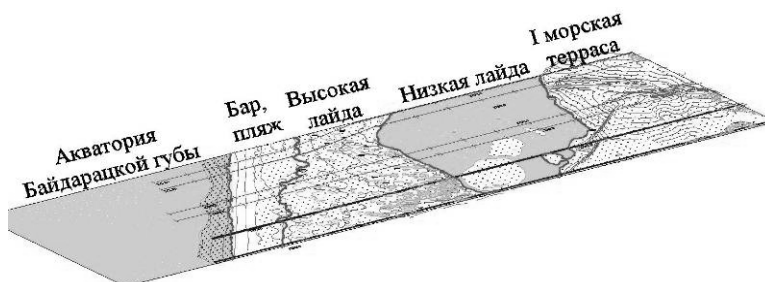 Акватория
Байдарацкой губы
Бар,
пляж
Высокая
лайда
Низкая лайда
I морская
терраса